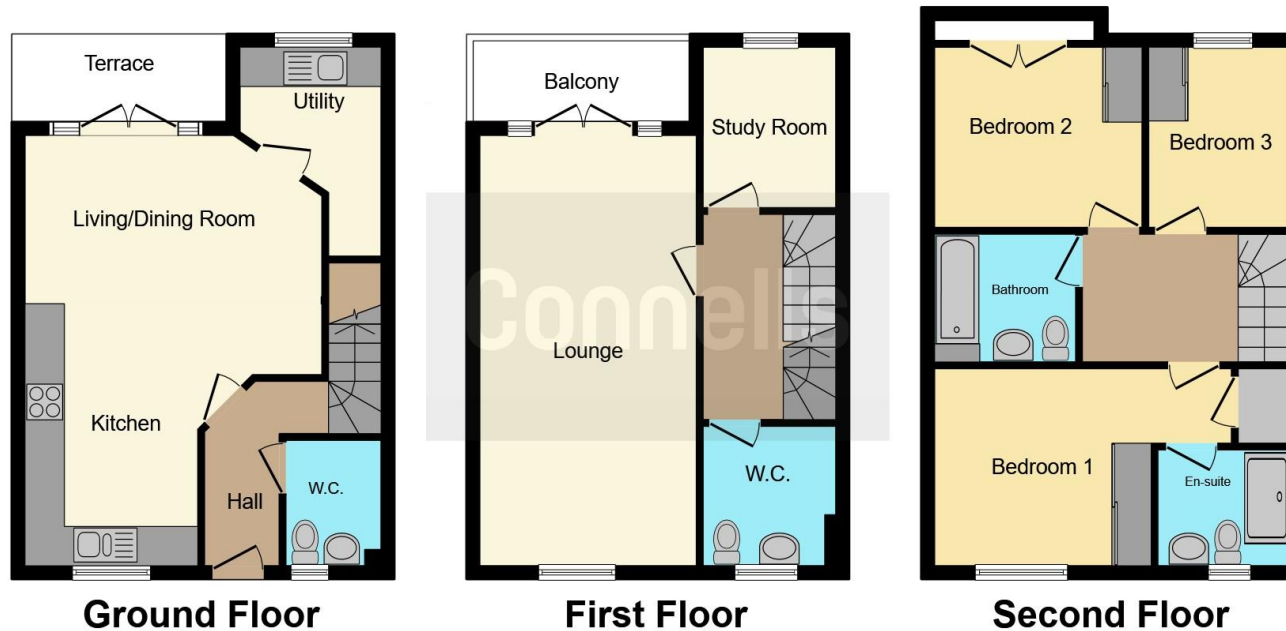 Terrace
Utility
Living/Dining Room
Kitchen
Hall
W.C.
Ground Floor
Balcony
Study Room
Connells
Lounge
W.C.
First Floor
Bedroom 2
Bedroom 3
Bathroom
Bedroom 1
En-suite
Second Floor